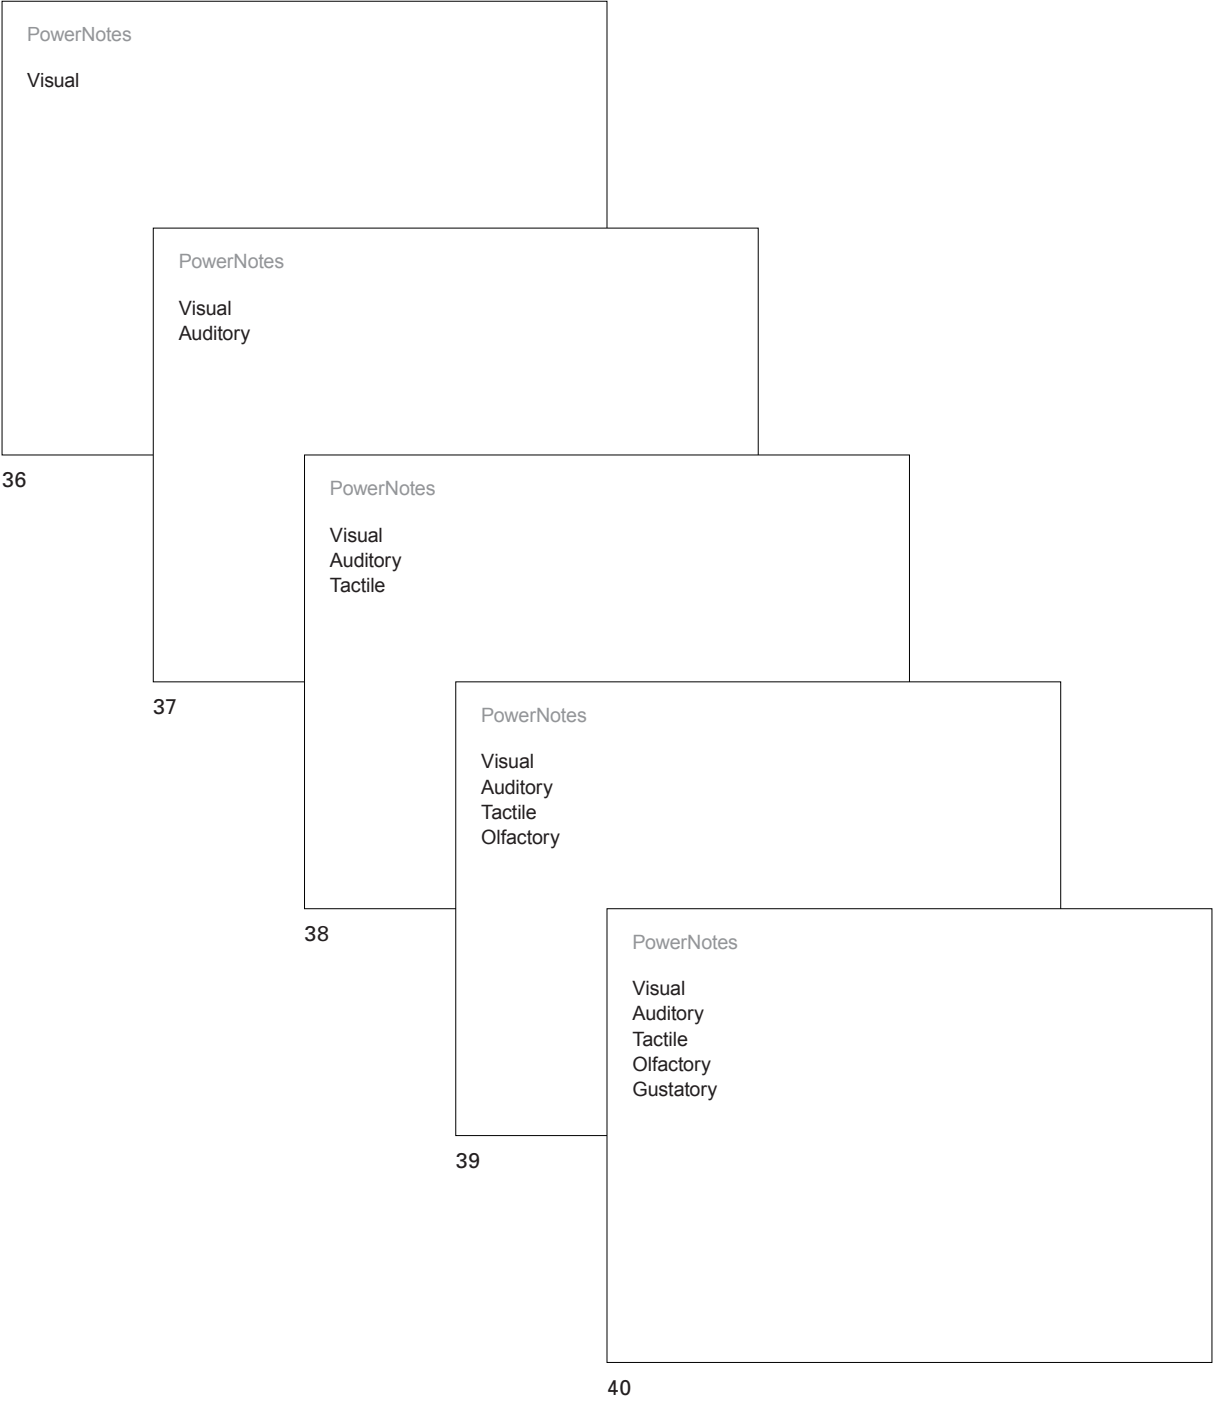 PowerNotes
Visual
36
PowerNotes
Visual
Auditory
37
PowerNotes
Visual
Auditory
Tactile
38
PowerNotes
Visual
Auditory
Tactile
Olfactory
39
PowerNotes
Visual
Auditory
Tactile
Olfactory
Gustatory
40